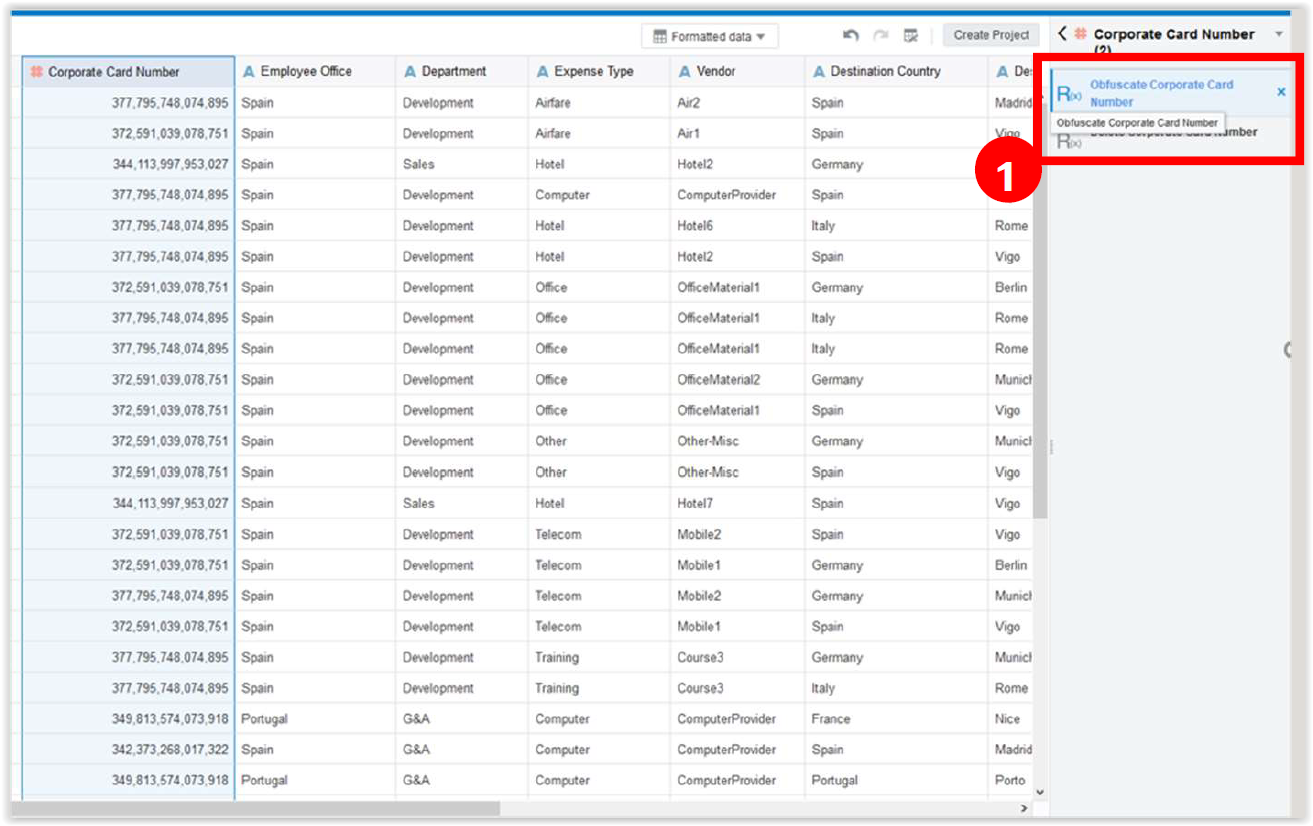 Formatted data
Create Project
Corporate Card Number
(2)
Corporate Card Number Employee Office Department Expense Type Vendor Destination Country Des
Obfuscate Corporate Card
Number
Obfuscate Corporate Card Number
Delete Corporate Card Number
R(x)
R(x)
1
377,795,748,074,895 Spain Development Airfare Air2 Spain Madrid
372,591,039,078,751 Spain Development Airfare Air1 Spain Vigo
344,113,997,953,027 Spain Sales Hotel Hotel2 Germany
377,795,748,074,895 Spain Development Computer ComputerProvider Spain
377,795,748,074,895 Spain Development Hotel Hotel6 Italy Rome
377,795,748,074,895 Spain Development Hotel Hotel2 Spain Vigo
372,591,039,078,751 Spain Development Office OfficeMaterial1 Germany Berlin
377,795,748,074,895 Spain Development Office OfficeMaterial1 Italy Rome
377,795,748,074,895 Spain Development Office OfficeMaterial1 Italy Rome
372,591,039,078,751 Spain Development Office OfficeMaterial2 Germany Munich
372,591,039,078,751 Spain Development Office OfficeMaterial1 Spain Vigo
372,591,039,078,751 Spain Development Other Other-Misc Germany Munich
372,591,039,078,751 Spain Development Other Other-Misc Spain Vigo
344,113,997,953,027 Spain Sales Hotel Hotel7 Spain Vigo
372,591,039,078,751 Spain Development Telecom Mobile2 Spain Vigo
372,591,039,078,751 Spain Development Telecom Mobile1 Germany Berlin
377,795,748,074,895 Spain Development Telecom Mobile2 Germany Munich
372,591,039,078,751 Spain Development Telecom Mobile1 Spain Vigo
377,795,748,074,895 Spain Development Training Course3 Germany Munich
377,795,748,074,895 Spain Development Training Course3 Italy Rome
349,813,574,073,918 Portugal G&A Computer ComputerProvider France Nice
342,373,268,017,322 Spain G&A Computer ComputerProvider Spain Madrid
349,813,574,073,918 Portugal G&A Computer ComputerProvider Portugal Porto